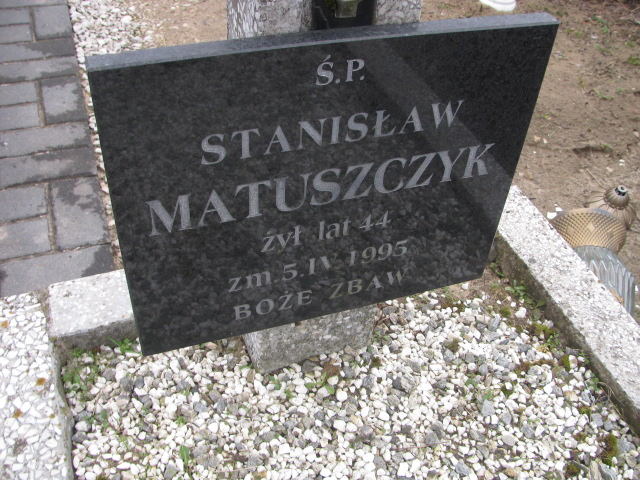 Ś.P.
STANISŁAW
MATUSZCZYK
żył lat 44
zm 5.IV.1995
BOŻE ZBAW